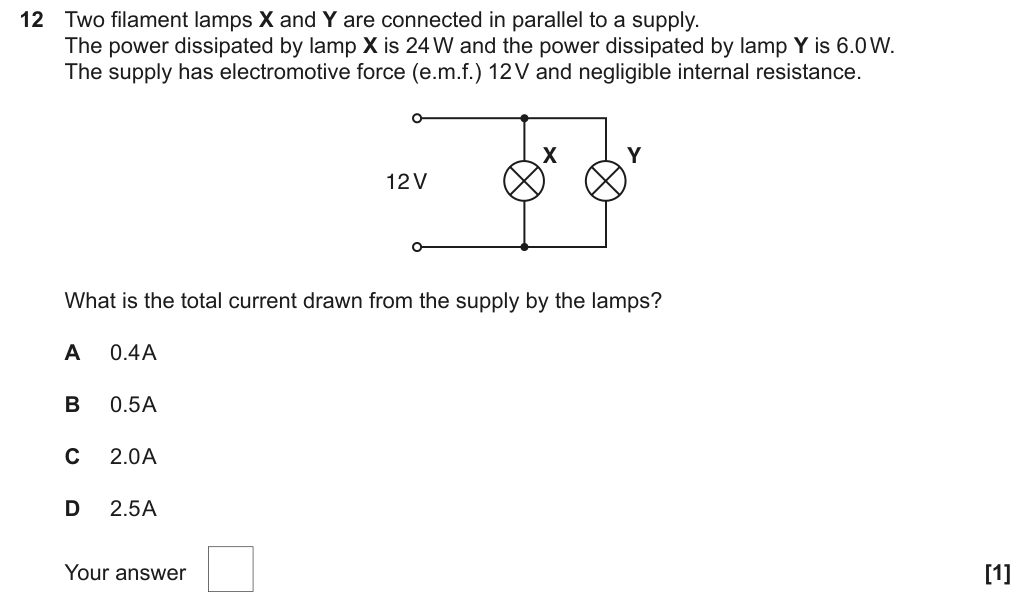 12 Two filament lamps X and Y are connected in parallel to a supply.
The power dissipated by lamp X is 24 W and the power dissipated by lamp Y is 6.0 W.
The supply has electromotive force (e.m.f.) 12 V and negligible internal resistance.
X
Y
12 V
What is the total current drawn from the supply by the lamps?
A 0.4 A
B 0.5 A
C 2.0 A
D 2.5 A
Your answer
[1]